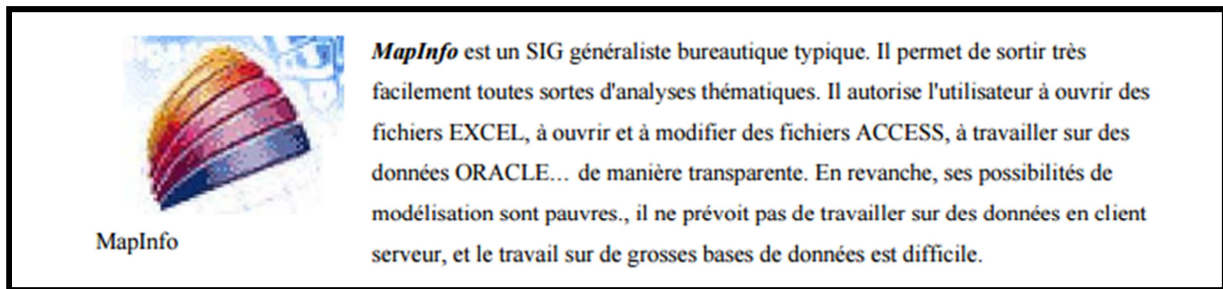 MapInfo est un SIG généraliste bureautique typique. Il permet de sortir très
facilement toutes sortes d'analyses thématiques. Il autorise l'utilisateur à ouvrir des
fichiers EXCEL, à ouvrir et à modifier des fichiers ACCESS, à travailler sur des
données ORACLE... de manière transparente. En revanche, ses possibilités de
modélisation sont pauvres., il ne prévoit pas de travailler sur des données en client
serveur, et le travail sur de grosses bases de données est difficile.
MapInfo